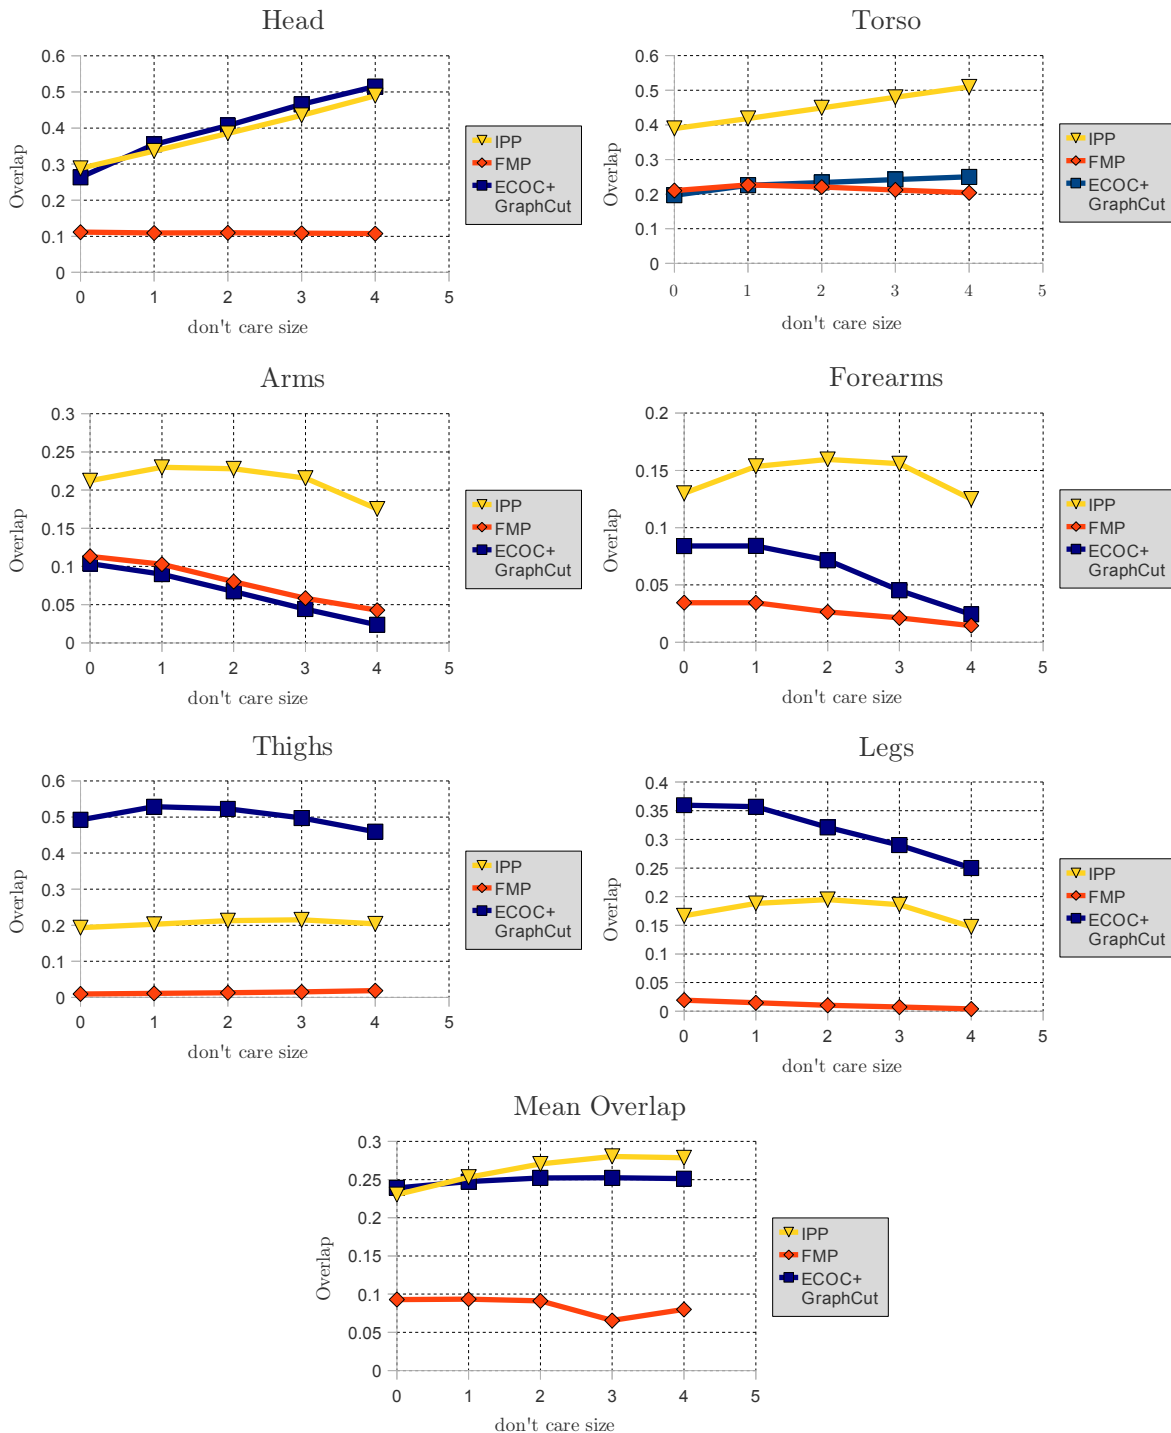 Head
0.6
0.5
0.4
0.3
0.2
0.1
0
Overlap
0 1 2 3 4 5
don't care size
IPP
FMP
ECOC+
GraphCut
Torso
0.6
0.5
0.4
0.3
0.2
0.1
0
Overlap
0 1 2 3 4 5
don't care size
IPP
FMP
ECOC+
GraphCut
Arms
0.3
0.25
0.2
0.15
0.1
0.05
0
Overlap
0 1 2 3 4 5
don't care size
IPP
FMP
ECOC+
GraphCut
Forearms
0.2
0.15
0.1
0.05
0
Overlap
0 1 2 3 4 5
don't care size
IPP
FMP
ECOC+
GraphCut
Thighs
0.6
0.5
0.4
0.3
0.2
0.1
0
Overlap
0 1 2 3 4 5
don't care size
IPP
FMP
ECOC+
GraphCut
Legs
0.4
0.35
0.3
0.25
0.2
0.15
0.1
0.05
0
Overlap
0 1 2 3 4 5
don't care size
IPP
FMP
ECOC+
GraphCut
Mean Overlap
0.3
0.25
0.2
0.15
0.1
0.05
0
Overlap
0 1 2 3 4 5
don't care size
IPP
FMP
ECOC+
GraphCut